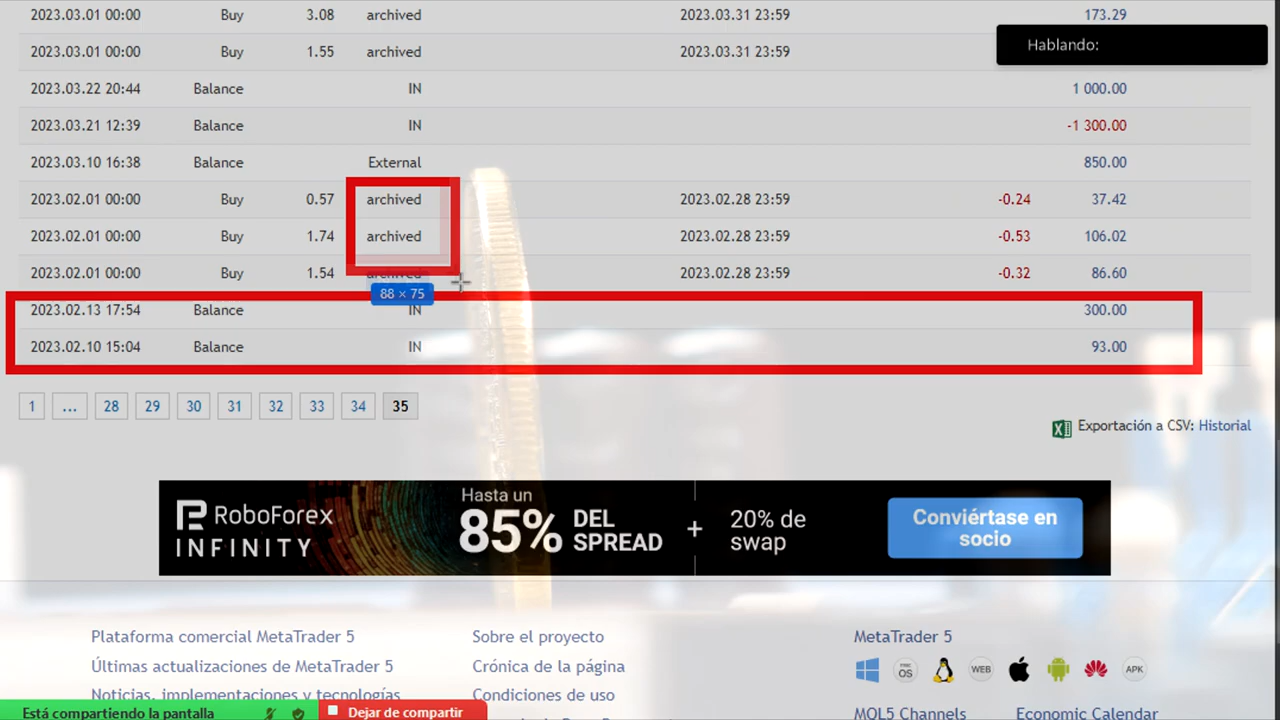 2023.03.01 00:00 Buy 3.08 archived 2023.03.31 23:59 173.29
2023.03.01 00:00 Buy 1.55 archived 2023.03.31 23:59
Hablando:
2023.03.22 20:44 Balance IN 1 000.00
2023.03.21 12:39 Balance IN -1 300.00
2023.03.10 16:38 Balance External 850.00
2023.02.01 00:00 Buy 0.57 archived 2023.02.28 23:59 -0.24 37.42
2023.02.01 00:00 Buy 1.74 archived 2023.02.28 23:59 -0.53 106.02
2023.02.01 00:00 Buy 1.54 archived 2023.02.28 23:59 -0.32 86.60
88 × 75
2023.02.13 17:54 Balance IN 300.00
2023.02.10 15:04 Balance IN 93.00
1 ... 28 29 30 31 32 33 34 35
Exportación a CSV: Historial
RoboForex
INFINITY
Hasta un
85% DEL
SPREAD
+
20% de
swap
Conviértase en
socio
Plataforma comercial MetaTrader 5 Sobre el proyecto MetaTrader 5
Últimas actualizaciones de MetaTrader 5 Crónica de la página
WEB APK
Noticias, implementaciones y tecnologías Condiciones de uso
MQL5 Channels Economic Calendar
Está compartiendo la pantalla Dejar de compartir